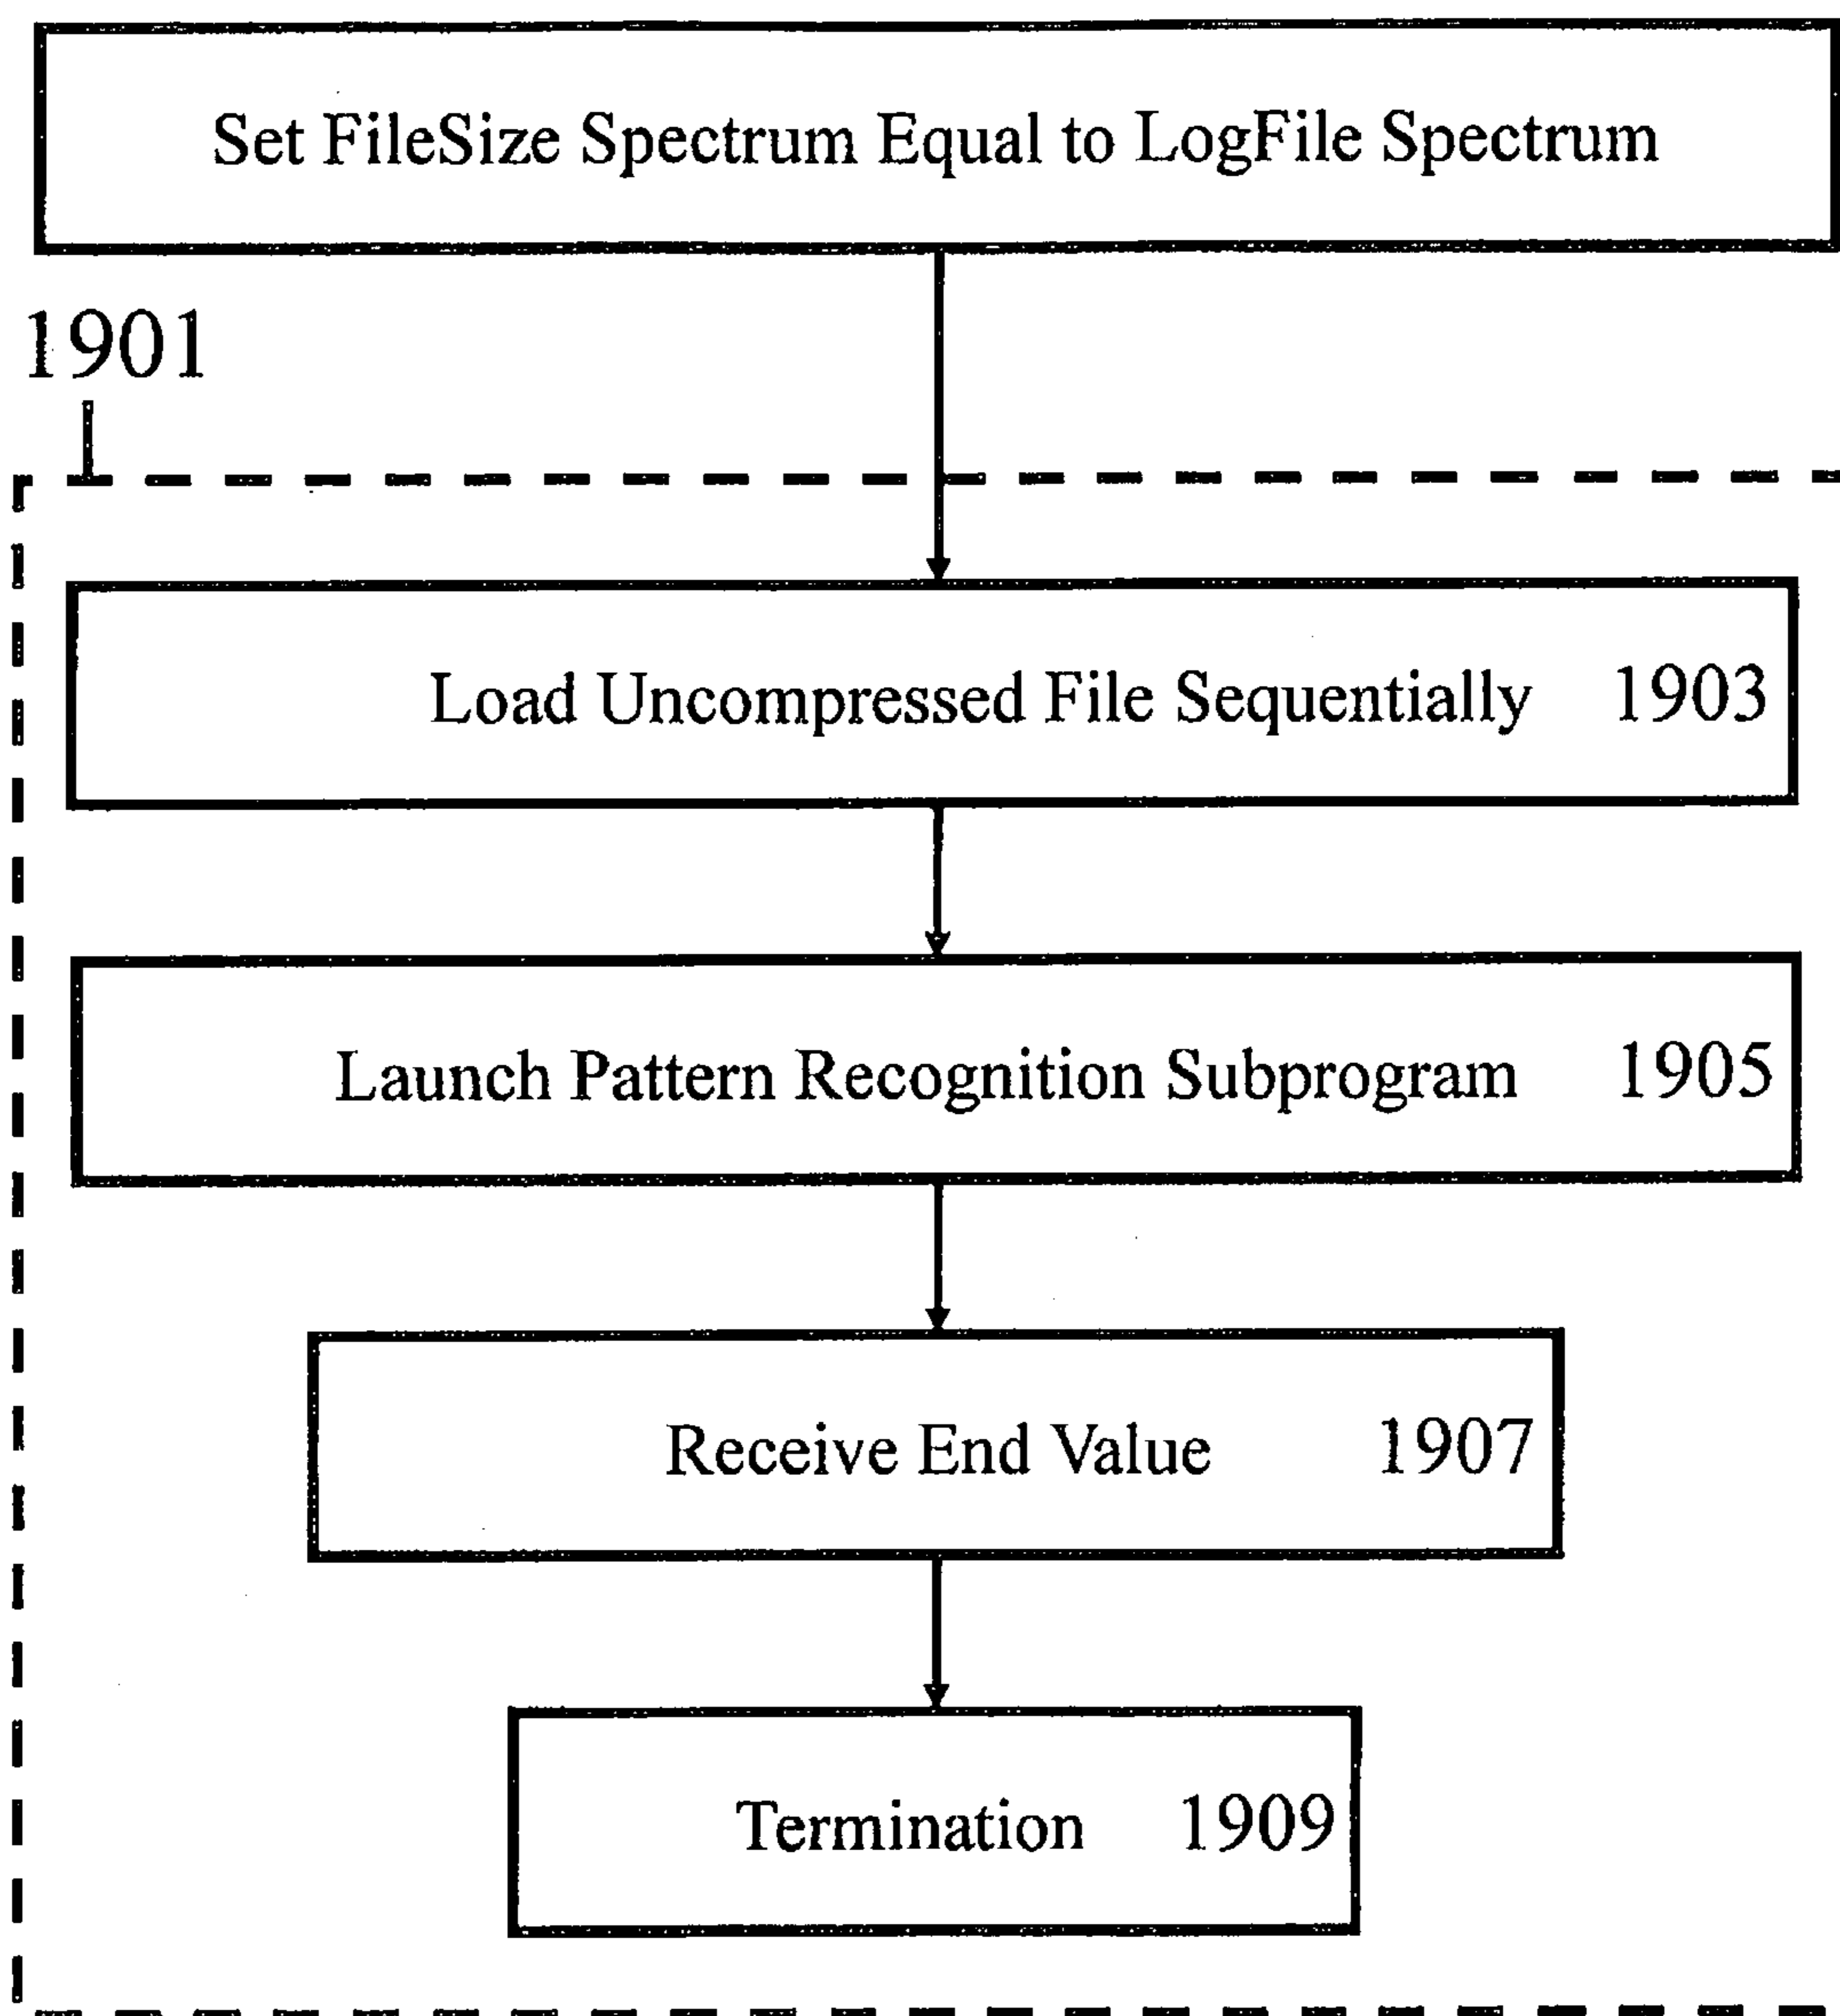 Set FileSize Spectrum Equal to LogFile Spectrum
1901
Load Uncompressed File Sequentially 1903
Launch Pattern Recognition Subprogram 1905
Receive End Value 1907
Termination 1909